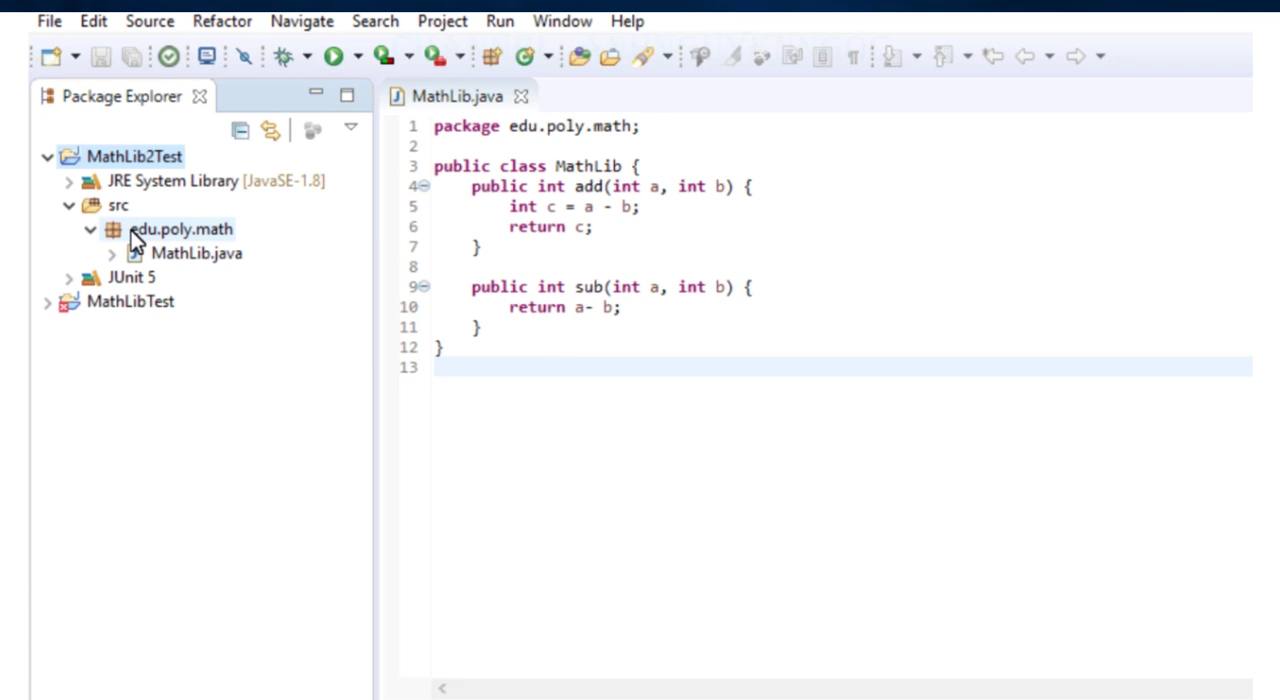 File Edit Source Refactor Navigate Search Project Run Window Help
Package Explorer
MathLib2Test
JRE System Library [JavaSE-1.8]
src
edu.poly.math
MathLib.java
JUnit 5
MathLibTest
MathLib.java
1 package edu.poly.math;
2
3 public class MathLib {
4 public int add(int a, int b) {
5 int c = a - b;
6 return c;
7 }
8
9 public int sub(int a, int b) {
10 return a- b;
11 }
12 }
13